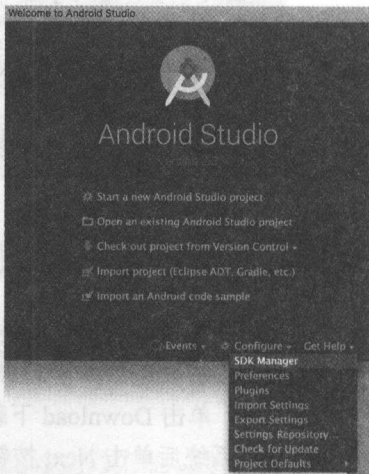 Welcome to Android Studio
Android Studio
Start a new Android Studio project
Open an existing Android Studio project
Check out project from Version Control
Import project (Eclipse ADT, Gradle, etc.)
Import an Android code sample
Events Configure Get Help
SDK Manager
Preferences
Plugins
Import Settings
Export Settings
Settings Repository...
Check for Update
Project Defaults